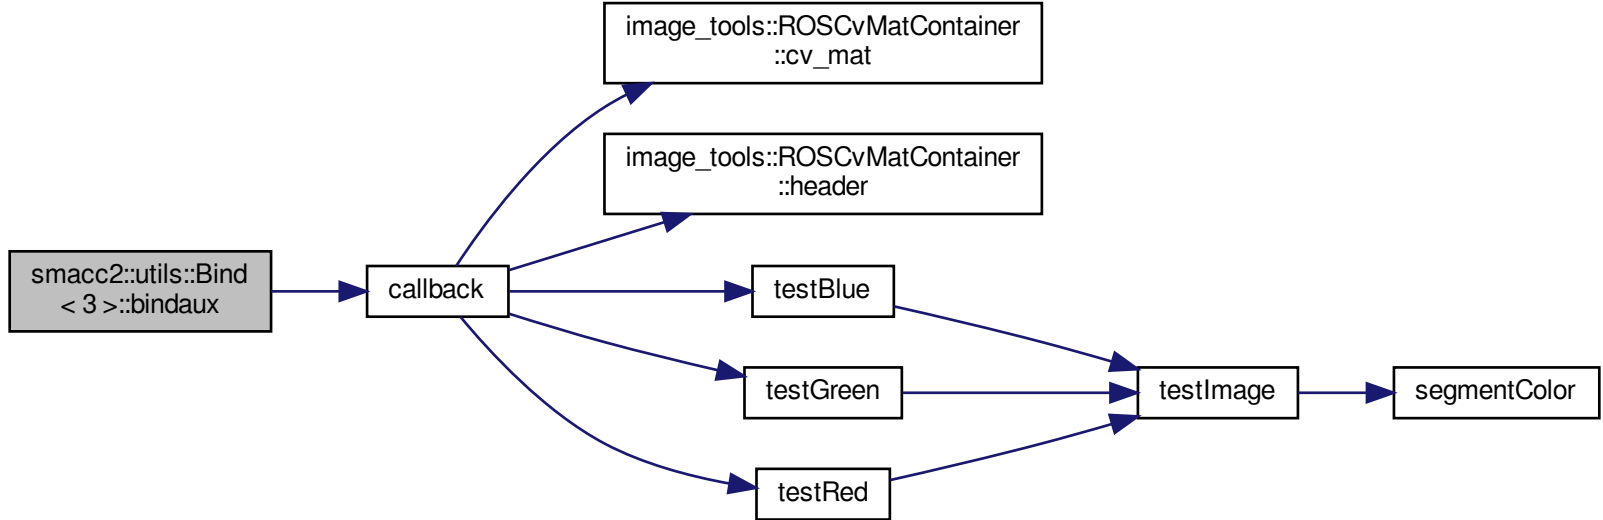 image_tools::ROSCvMatContainer
::cv_mat
image_tools::ROSCvMatContainer
::header
smacc2::utils::Bind
< 3 >::bindaux
callback
testBlue
testGreen
testImage
segmentColor
testRed